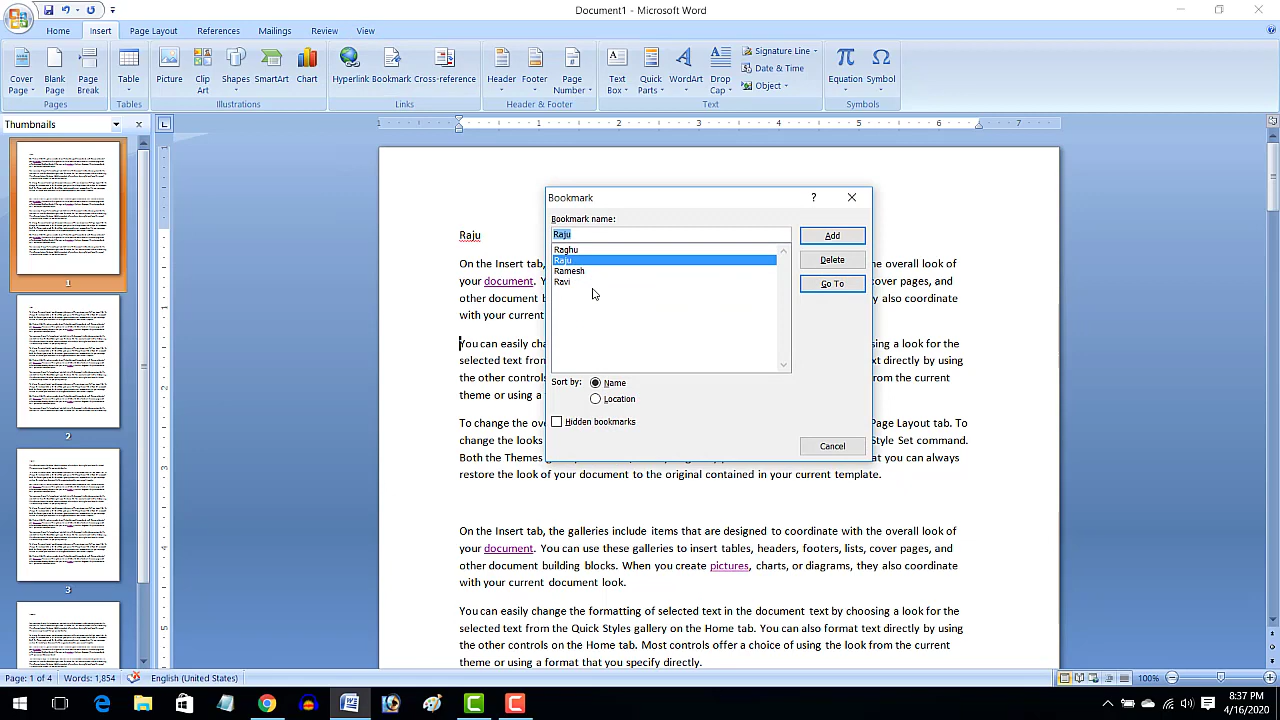 Document1 - Microsoft Word
Home Insert Page Layout References Mailings Review View
Cover Page Blank Page Page Break Table Picture Clip Art Shapes SmartArt Chart Hyperlink Bookmark Cross-reference Header Footer Page Number Text Box Quick Parts WordArt Drop Cap Signature Line Date & Time Object Equation Symbol
Pages Tables Illustrations Links Header & Footer Text Symbols
Thumbnails
1 1 2 3 4 5 6 7
Bookmark
Bookmark name:
Raju
Add
Raghu
Raju
Ramesh
Ravi
Delete
Go To
Sort by: Name
Location
Hidden bookmarks
Cancel
Raju
On the Insert tab, the overall look of
your document. Y cover pages, and
other document b y also coordinate
with your current
You can easily cha ing a look for the
selected text from xt directly by using
the other controls from the current
theme or using a
To change the ove Page Layout tab. To
change the looks Style Set command.
Both the Themes at you can always
restore the look of your document to the original contained in your current template.
On the Insert tab, the galleries include items that are designed to coordinate with the overall look of
your document. You can use these galleries to insert tables, headers, footers, lists, cover pages, and
other document building blocks. When you create pictures, charts, or diagrams, they also coordinate
with your current document look.
You can easily change the formatting of selected text in the document text by choosing a look for the
selected text from the Quick Styles gallery on the Home tab. You can also format text directly by using
the other controls on the Home tab. Most controls offer a choice of using the look from the current
theme or using a format that you specify directly.
1
2
3
Page: 1 of 4 Words: 1,854 English (United States) 100%
8:37 PM
4/16/2020